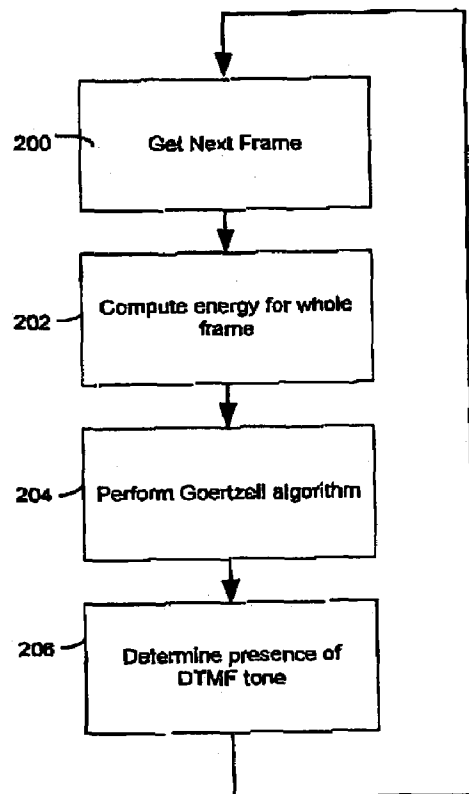 200
Get Next Frame
202
Compute energy for whole
frame
204
Perform Goertzell algorithm
206
Determine presence of
DTMF tone